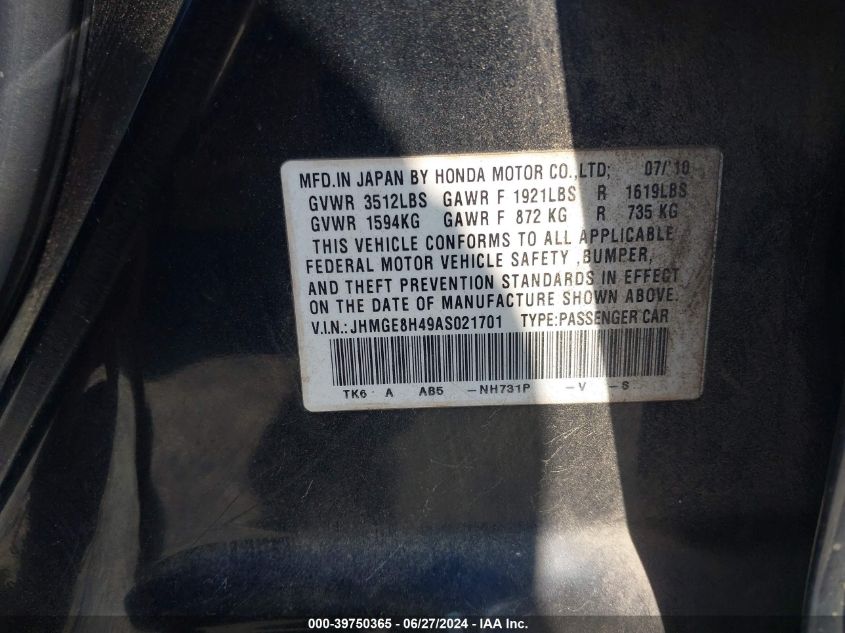 MFD.IN JAPAN BY HONDA MOTOR CO.,LTD; 07/'10
GVWR 3512LBS GAWR F 1921LBS R 1619LBS
GVWR 1594KG GAWR F 872 KG R 735 KG
THIS VEHICLE CONFORMS TO ALL APPLICABLE
FEDERAL MOTOR VEHICLE SAFETY ,BUMPER,
AND THEFT PREVENTION STANDARDS IN EFFECT
ON THE DATE OF MANUFACTURE SHOWN ABOVE.
V.I.N.:JHMGE8H49AS021701 TYPE:PASSENGER CAR
TK6 A AB5 -NH731P -V -S
000-39750365 - 06/27/2024 - IAA Inc.